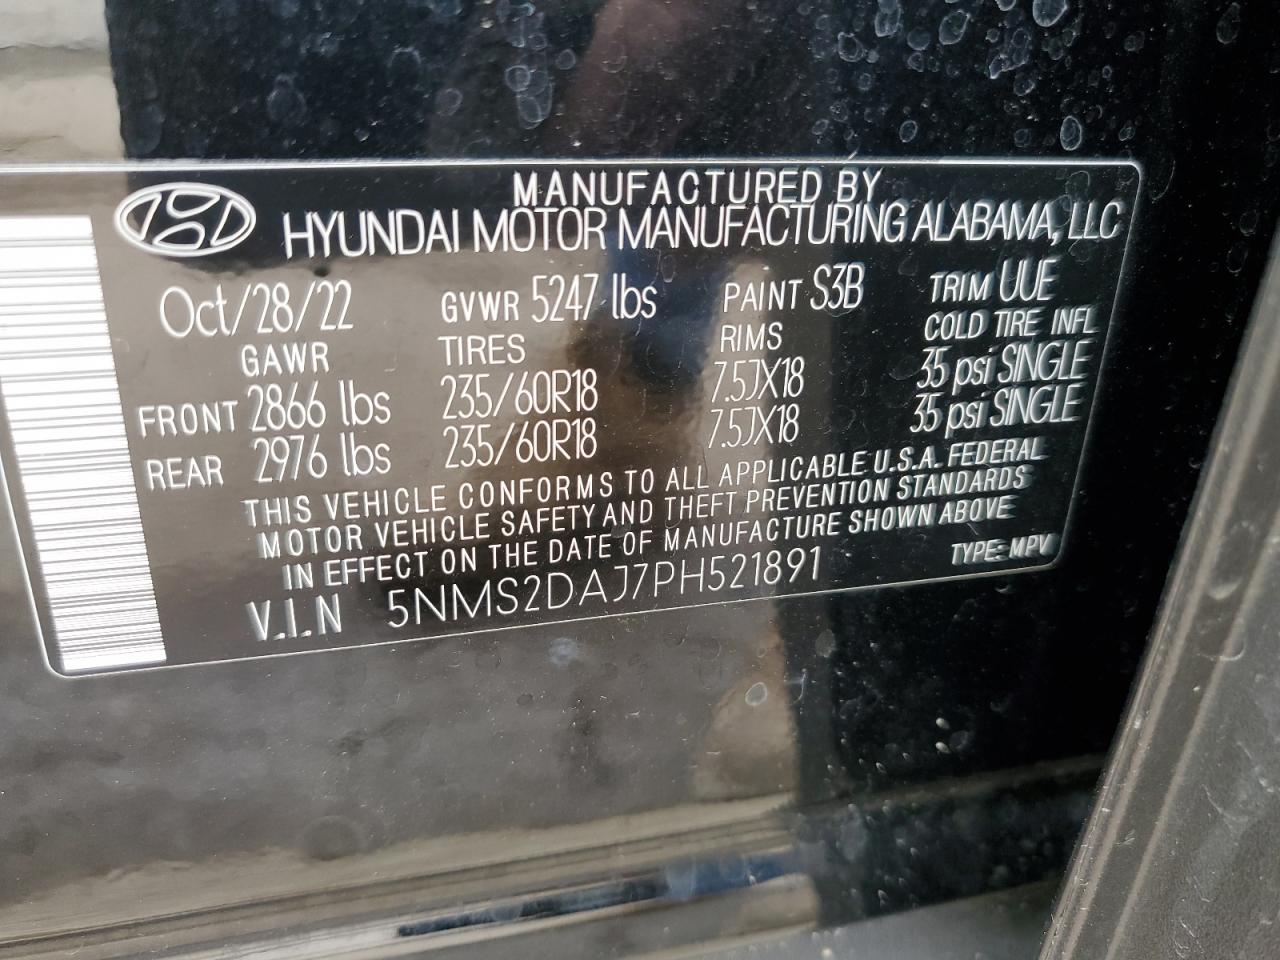 MANUFACTURED BY
HYUNDAI MOTOR MANUFACTURING ALABAMA, LLC
Oct/28/22 GVWR 5247 lbs PAINT S3B TRIM UUE
GAWR TIRES RIMS COLD TIRE INFL
FRONT 2866 lbs 235/60R18 7.5JX18 35 psi SINGLE
REAR 2976 lbs 235/60R18 7.5JX18 35 psi SINGLE
THIS VEHICLE CONFORMS TO ALL APPLICABLE U.S.A. FEDERAL
MOTOR VEHICLE SAFETY AND THEFT PREVENTION STANDARDS
IN EFFECT ON THE DATE OF MANUFACTURE SHOWN ABOVE
V.I.N 5NMS2DAJ7PH521891 TYPE: MPV